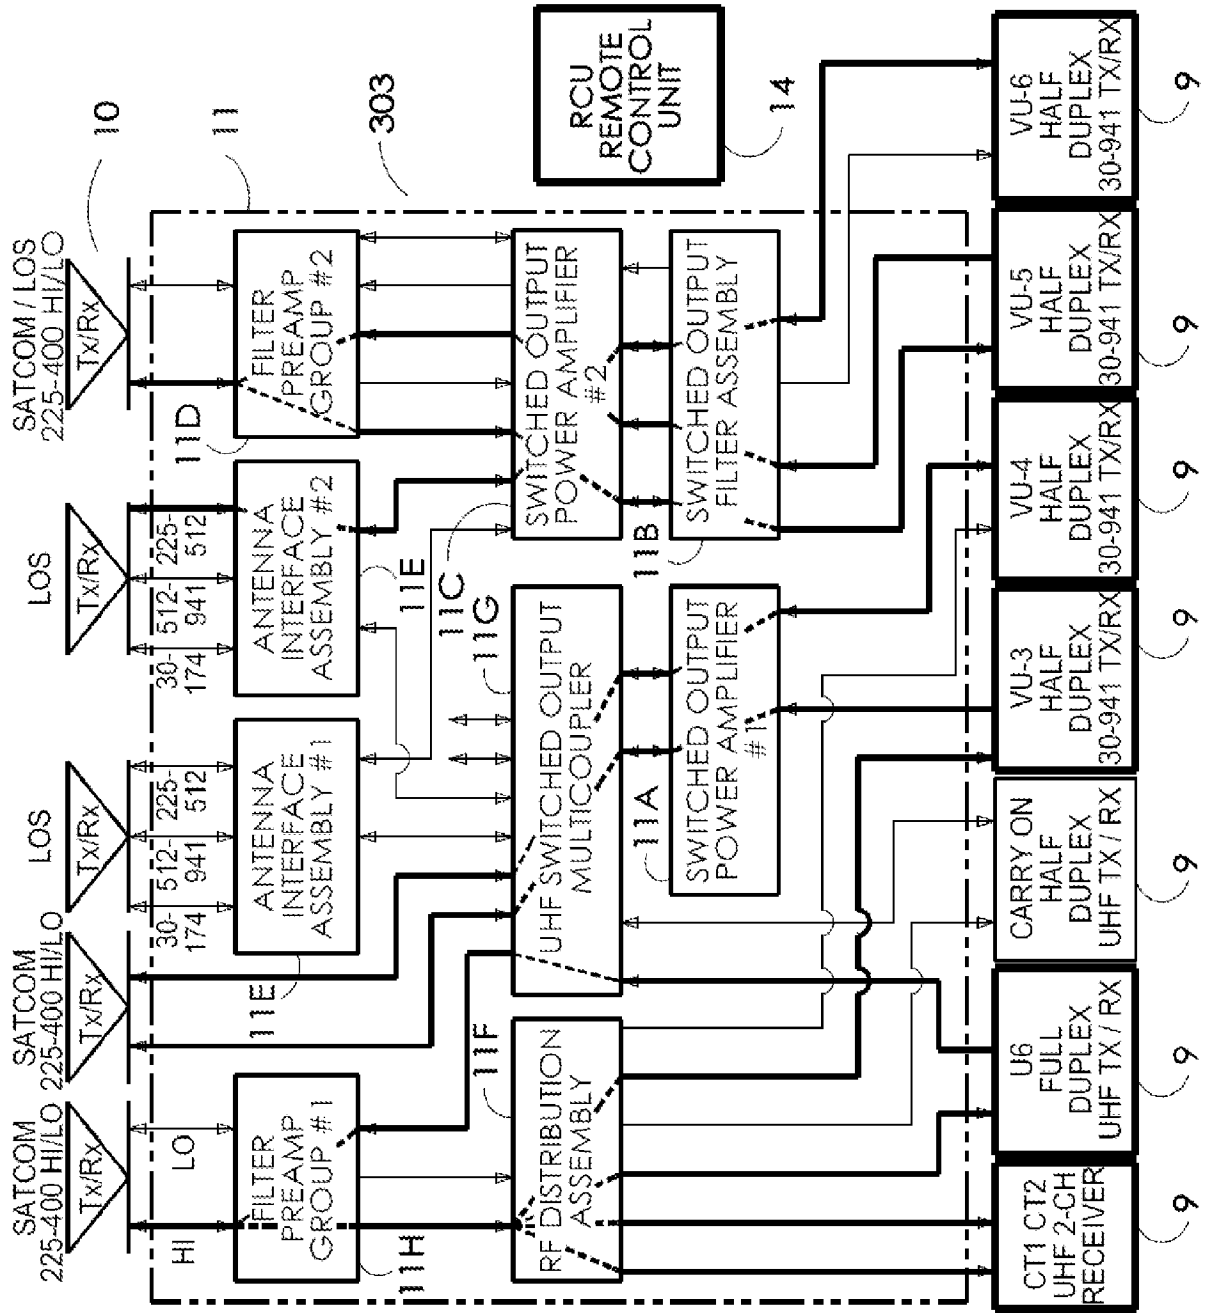 SATCOM
225-400 HI/LO
Tx/Rx
SATCOM
225-400 HI/LO
Tx/Rx
LOS
Tx/Rx
LOS
Tx/Rx
SATCOM / LOS
225-400 HI/LO
Tx/Rx
10
HI
LO
30-
174
512-
941
225-
512
30-
174
512-
941
225-
512
11
303
FILTER
PREAMP
GROUP #1
11H
ANTENNA
INTERFACE
ASSEMBLY #1
11E
ANTENNA
INTERFACE
ASSEMBLY #2
11E
FILTER
PREAMP
GROUP #2
11D
RF DISTRIBUTION
ASSEMBLY
11F
UHF SWITCHED OUTPUT
MULTICOUPLER
11G
SWITCHED OUTPUT
POWER AMPLIFIER
#2
11C
RCU
REMOTE
CONTROL
UNIT
14
SWITCHED OUTPUT
POWER AMPLIFIER
#1
11A
SWITCHED OUTPUT
FILTER ASSEMBLY
11B
CT1 CT2
UHF 2-CH
RECEIVER
9
U6
FULL
DUPLEX
UHF TX / RX
9
CARRY ON
HALF
DUPLEX
UHF TX / RX
9
VU-3
HALF
DUPLEX
30-941 TX/RX
9
VU-4
HALF
DUPLEX
30-941 TX/RX
9
VU-5
HALF
DUPLEX
30-941 TX/RX
9
VU-6
HALF
DUPLEX
30-941 TX/RX
9